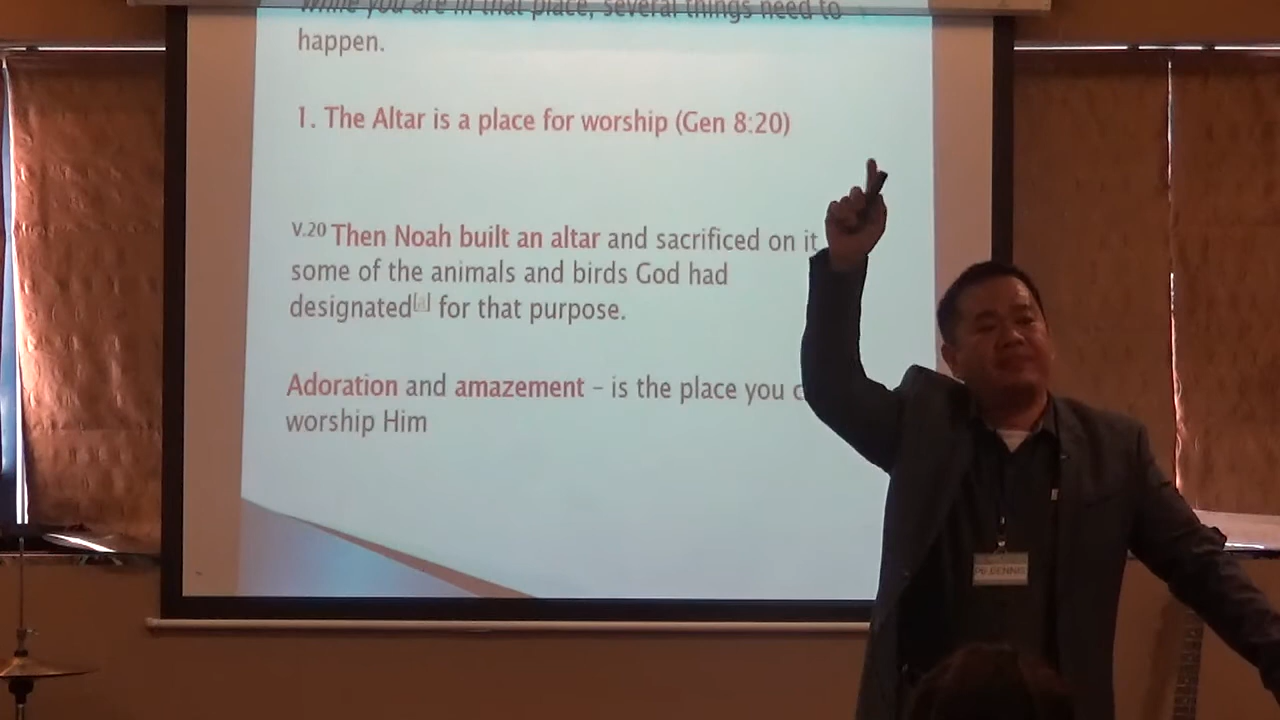 While you are in that place, several things need to
happen.
1. The Altar is a place for worship (Gen 8:20)
v.20 Then Noah built an altar and sacrificed on it
some of the animals and birds God had
designated[a] for that purpose.
Adoration and amazement – is the place you
worship Him